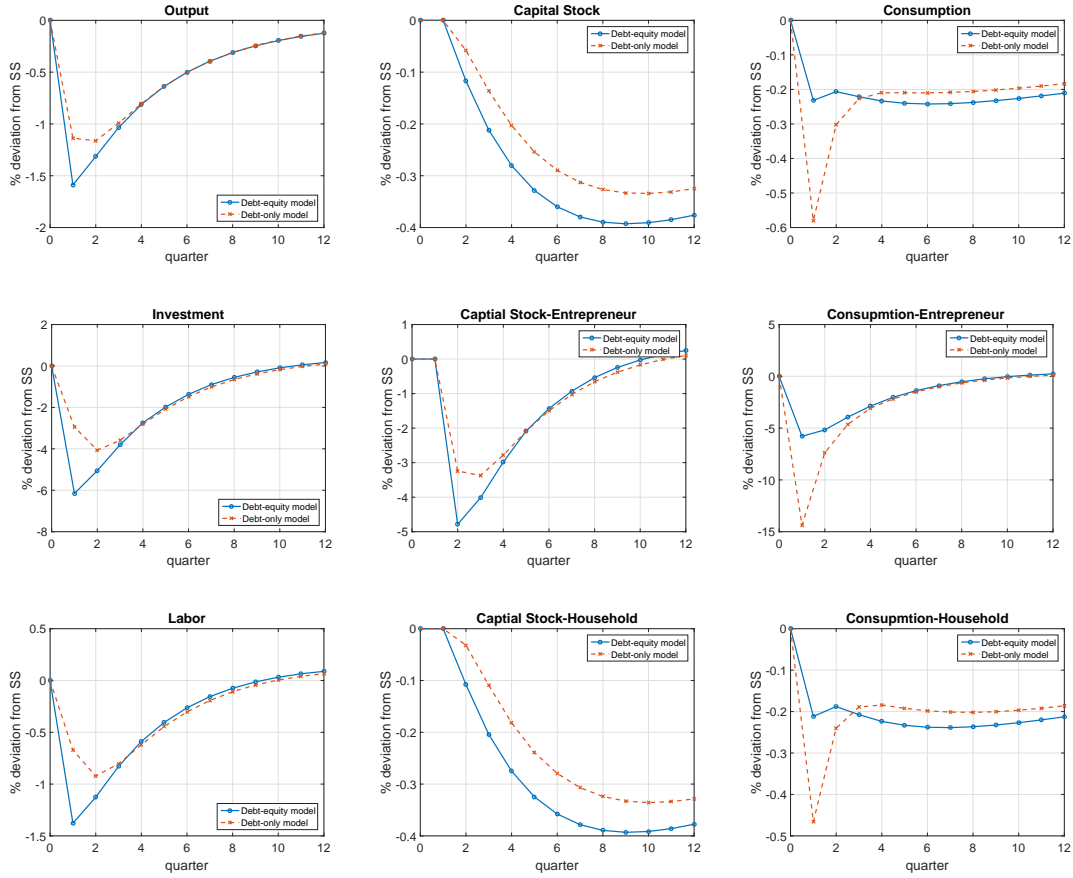 Output
% deviation from SS
0
-0.5
-1
-1.5
-2
Debt-equity model
Debt-only model
0 2 4 6 8 10 12
quarter
Capital Stock
% deviation from SS
0
-0.1
-0.2
-0.3
-0.4
Debt-equity model
Debt-only model
0 2 4 6 8 10 12
quarter
Consumption
% deviation from SS
0
-0.1
-0.2
-0.3
-0.4
-0.5
-0.6
Debt-equity model
Debt-only model
0 2 4 6 8 10 12
quarter
Investment
% deviation from SS
2
0
-2
-4
-6
-8
Debt-equity model
Debt-only model
0 2 4 6 8 10 12
quarter
Captial Stock-Entrepreneur
% deviation from SS
1
0
-1
-2
-3
-4
-5
Debt-equity model
Debt-only model
0 2 4 6 8 10 12
quarter
Consupmtion-Entrepreneur
% deviation from SS
5
0
-5
-10
-15
Debt-equity model
Debt-only model
0 2 4 6 8 10 12
quarter
Labor
% deviation from SS
0.5
0
-0.5
-1
-1.5
Debt-equity model
Debt-only model
0 2 4 6 8 10 12
quarter
Captial Stock-Household
% deviation from SS
0
-0.1
-0.2
-0.3
-0.4
Debt-equity model
Debt-only model
0 2 4 6 8 10 12
quarter
Consupmtion-Household
% deviation from SS
0
-0.1
-0.2
-0.3
-0.4
-0.5
Debt-equity model
Debt-only model
0 2 4 6 8 10 12
quarter